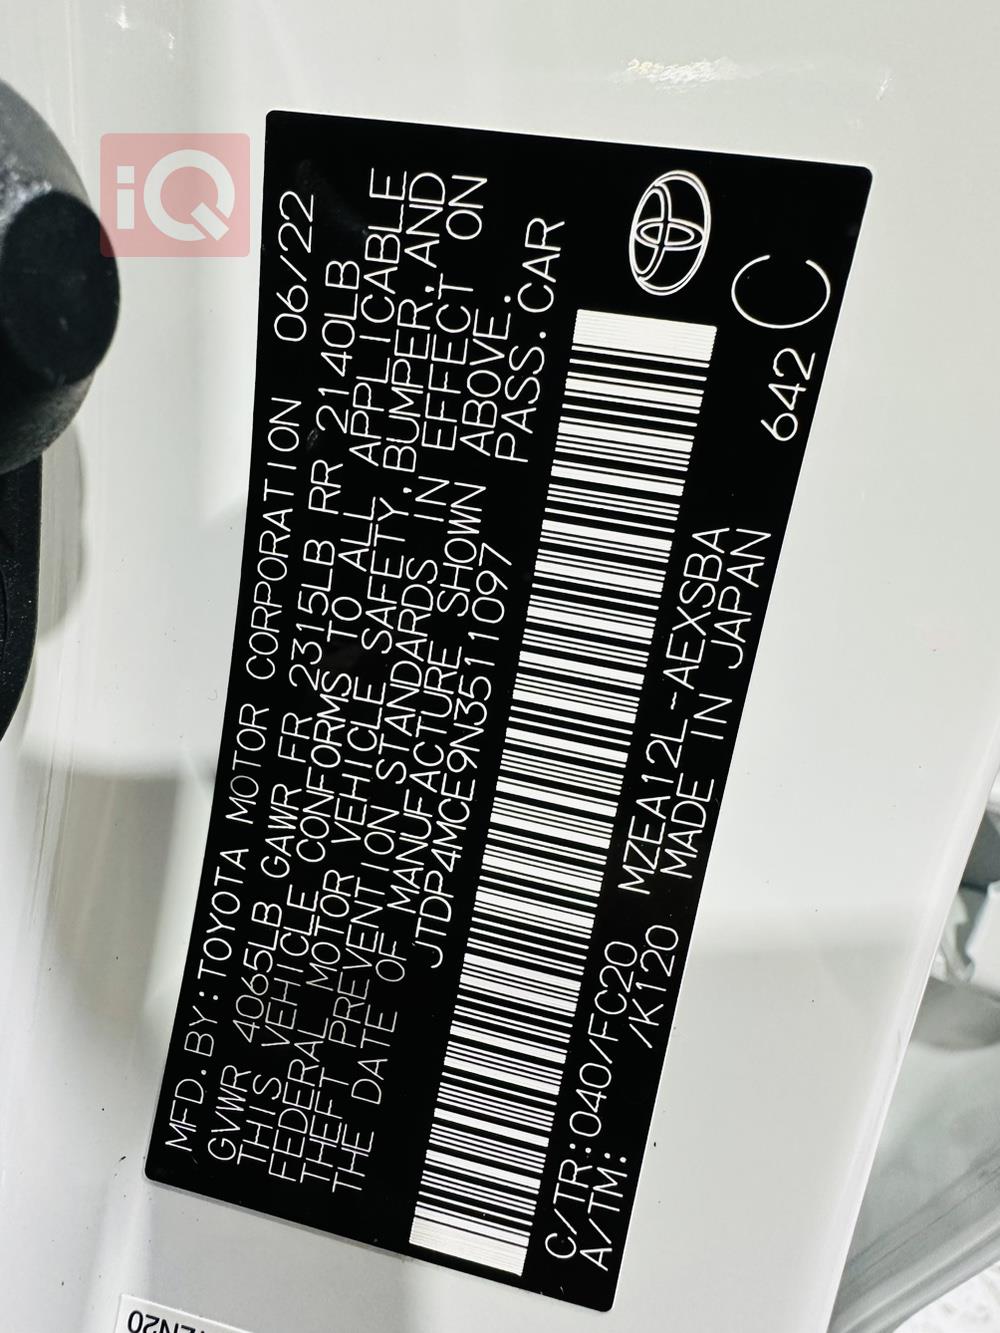 iQ
MFD.BY:TOYOTA MOTOR CORPORATION 06/22
GVWR 4065LB GAWR FR 2315LB RR 2140LB
THIS VEHICLE CONFORMS TO ALL APPLICABLE
FEDERAL MOTOR VEHICLE SAFETY,BUMPER,AND
THEFT PREVENTION STANDARDS IN EFFECT ON
THE DATE OF MANUFACTURE SHOWN ABOVE.
JTDP4MCE9N3511097 PASS.CAR
C/TR:040/FC20 MZEA12L-AEXSBA 642 C
A/TM: /K120 MADE IN JAPAN